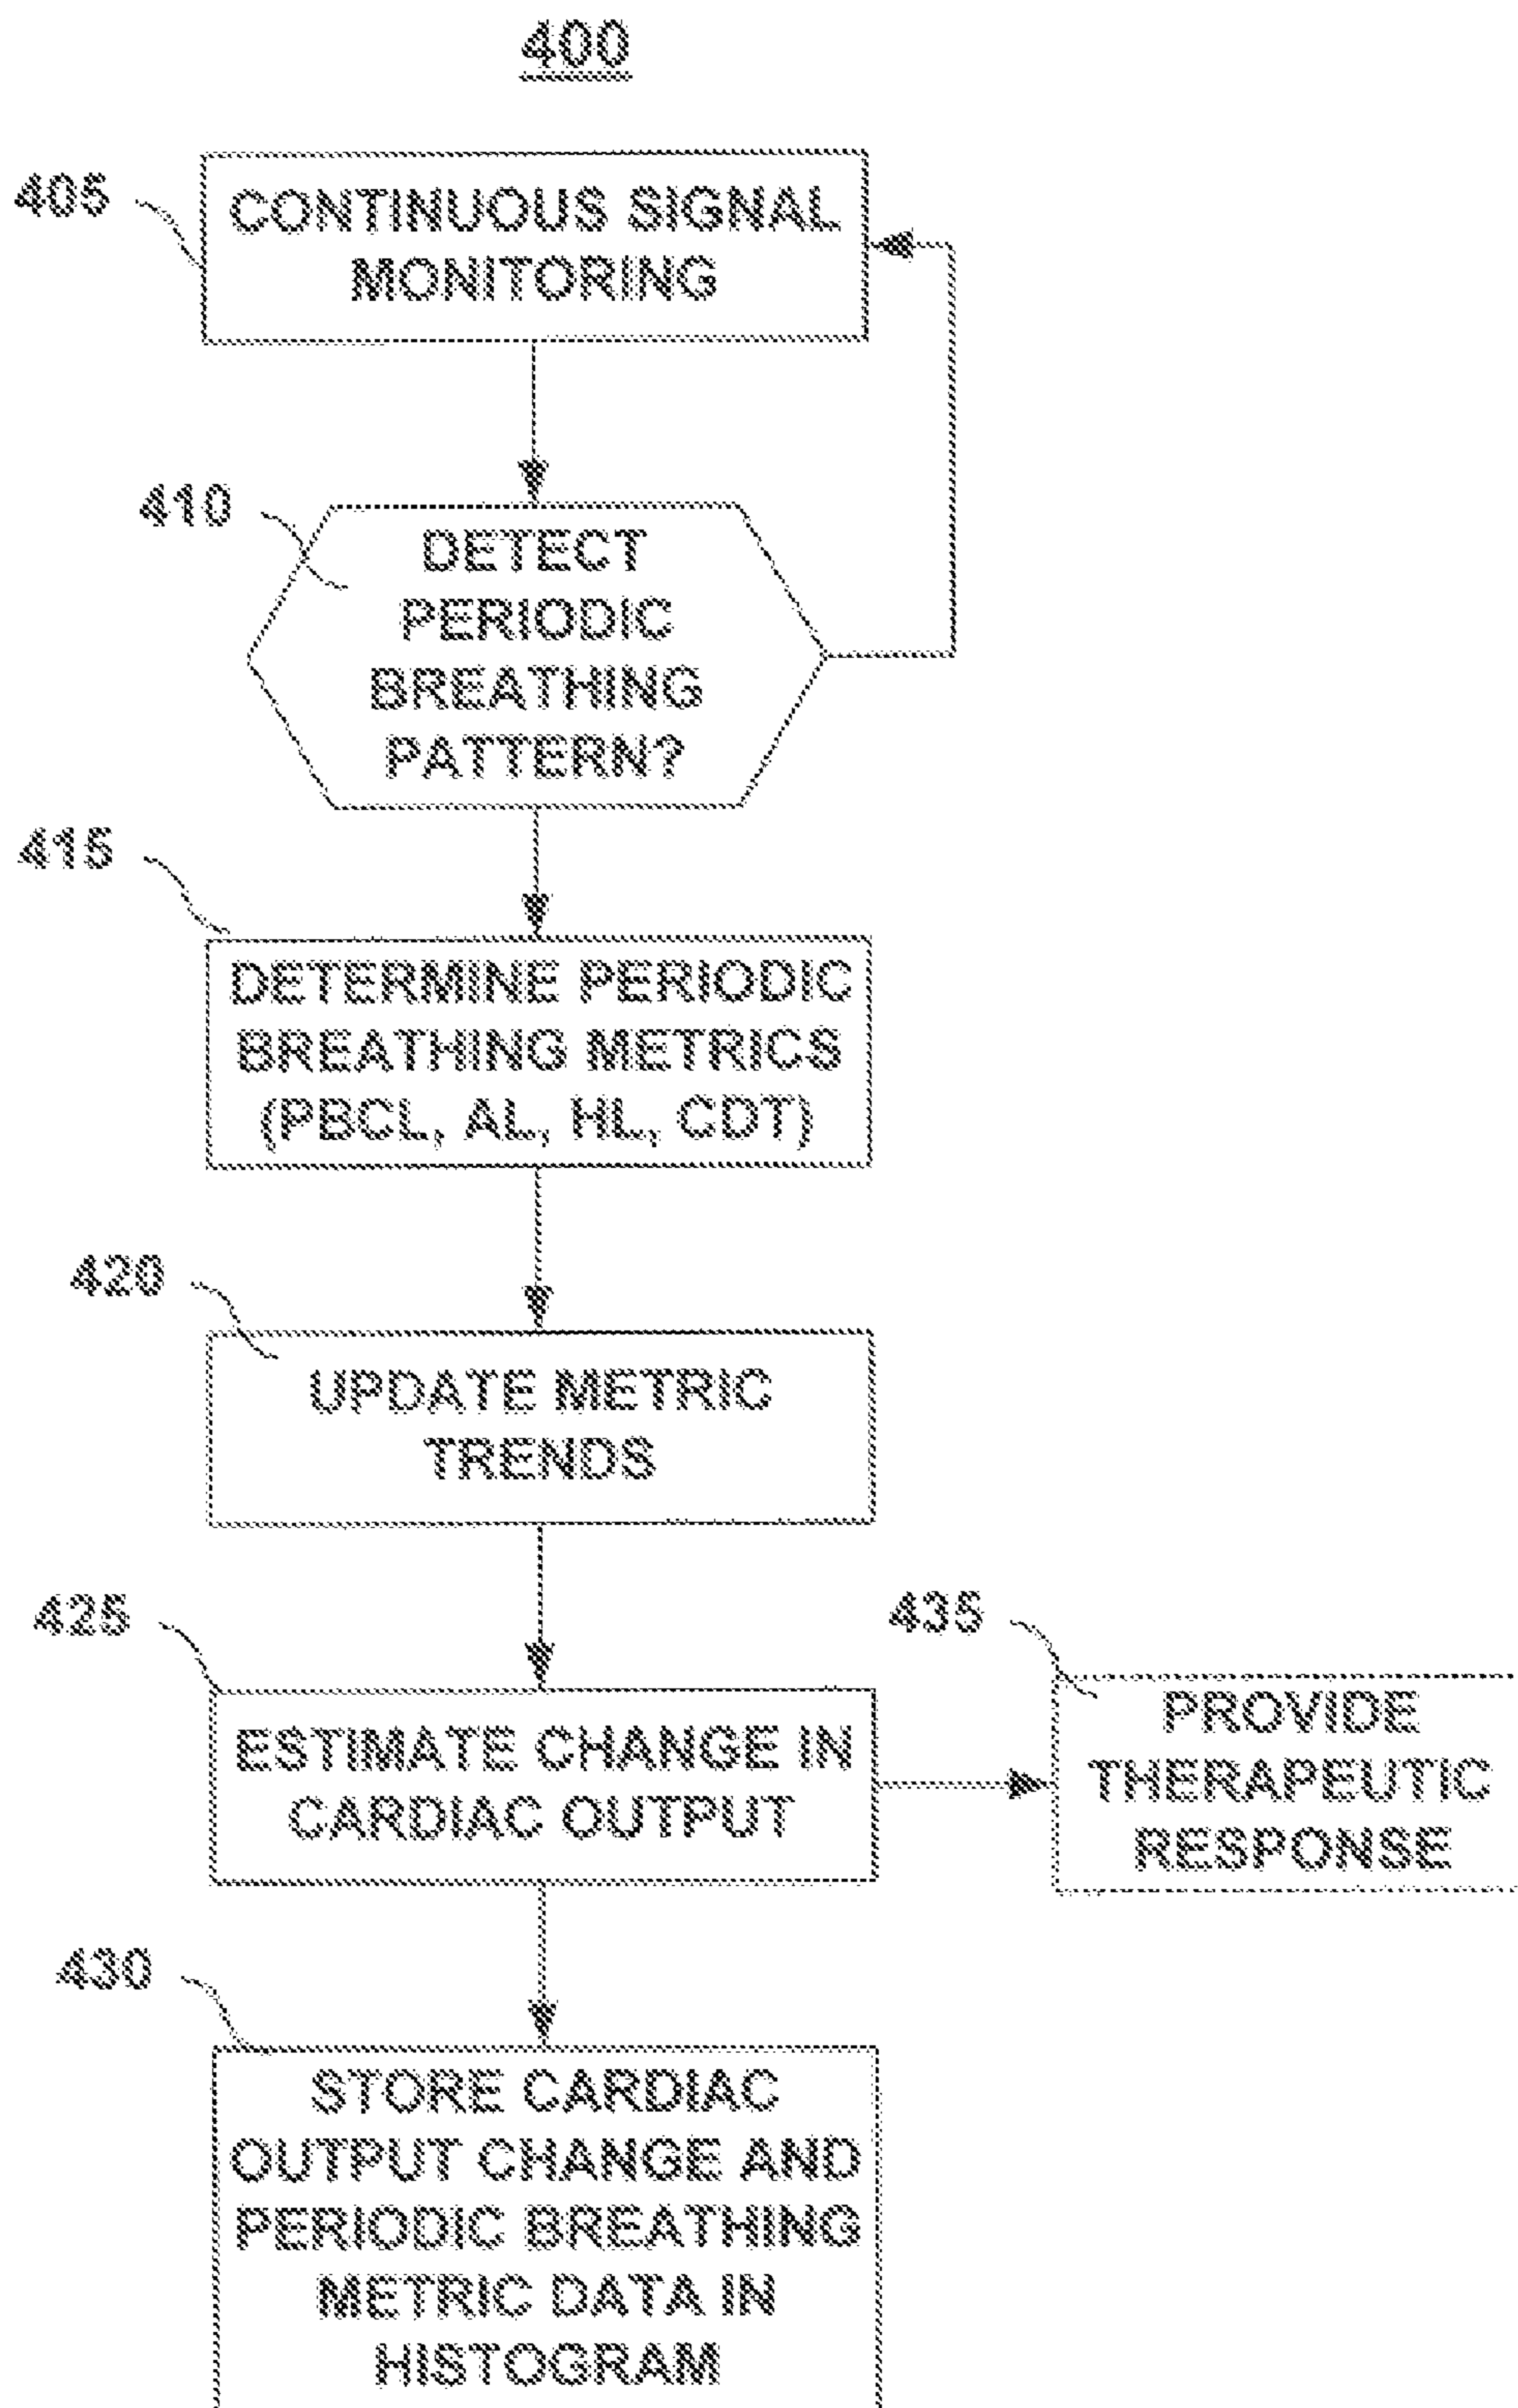 400
405
CONTINUOUS SIGNAL
MONITORING
410
DETECT
PERIODIC
BREATHING
PATTERN?
415
DETERMINE PERIODIC
BREATHING METRICS
(PBCL, AL, HL, CDT)
420
UPDATE METRIC
TRENDS
425
ESTIMATE CHANGE IN
CARDIAC OUTPUT
435
PROVIDE
THERAPEUTIC
RESPONSE
430
STORE CARDIAC
OUTPUT CHANGE AND
PERIODIC BREATHING
METRIC DATA IN
HISTOGRAM